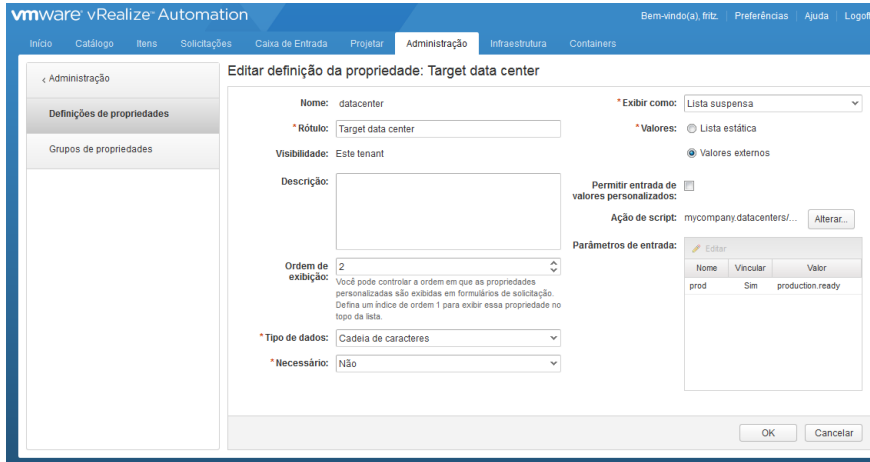 vmware® vRealize™ Automation
Bem-vindo(a), fritz. Preferências Ajuda Logoff
Início Catálogo Itens Solicitações Caixa de Entrada Projetar Administração Infraestrutura Containers
‹ Administração
Definições de propriedades
Grupos de propriedades
Editar definição da propriedade: Target data center
Nome: datacenter
*Rótulo: Target data center
Visibilidade: Este tenant
Descrição:
Ordem de exibição: 2
Você pode controlar a ordem em que as propriedades
personalizadas são exibidas em formulários de solicitação.
Defina um índice de ordem 1 para exibir essa propriedade no
topo da lista.
*Tipo de dados: Cadeia de caracteres
*Necessário: Não
*Exibir como: Lista suspensa
*Valores: Lista estática
Valores externos
Permitir entrada de
valores personalizados:
Ação de script: mycompany.datacenters/... Alterar...
Parâmetros de entrada: Editar
Nome Vincular Valor
prod Sim production.ready
OK Cancelar